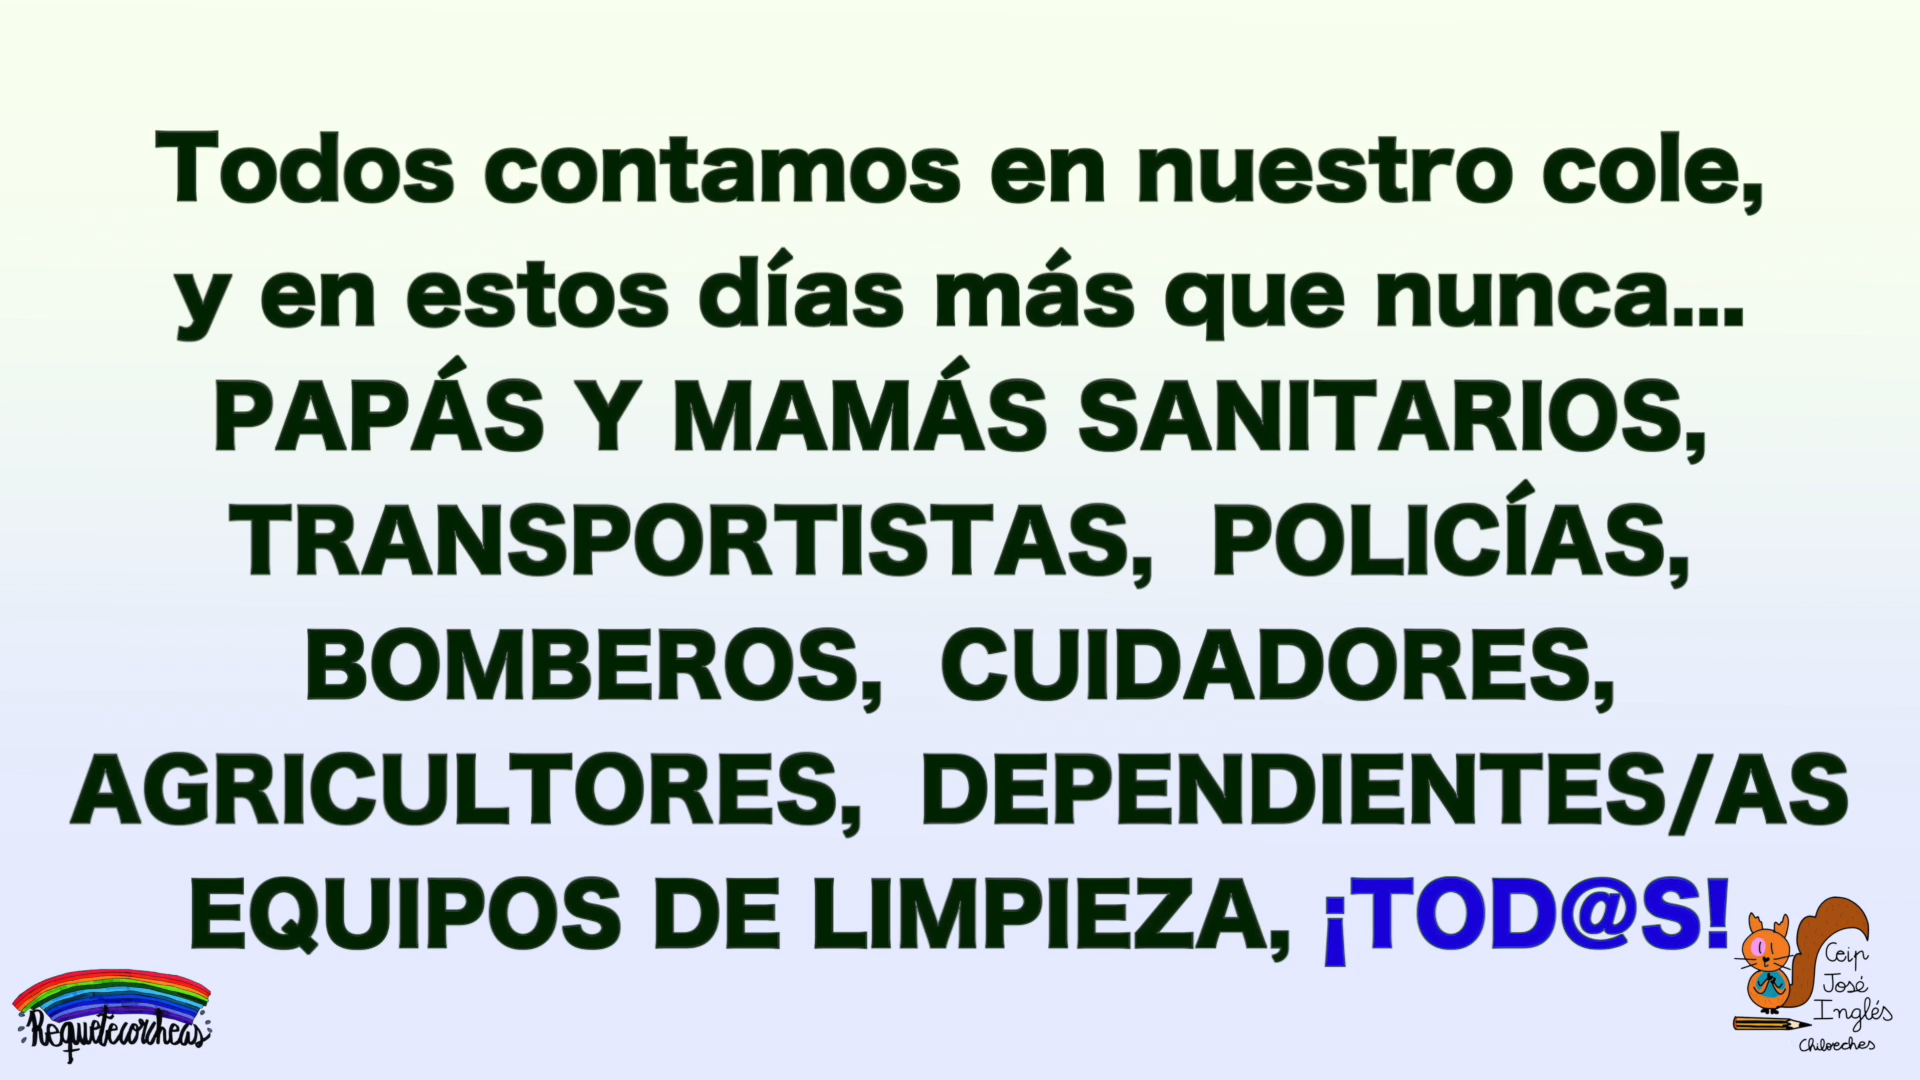 Todos contamos en nuestro cole,
y en estos días más que nunca...
PAPÁS Y MAMÁS SANITARIOS,
TRANSPORTISTAS, POLICÍAS,
BOMBEROS, CUIDADORES,
AGRICULTORES, DEPENDIENTES/AS
EQUIPOS DE LIMPIEZA, ¡TOD@S!
Requetecorcheas
Ceip
José
Inglés
Chiloeches